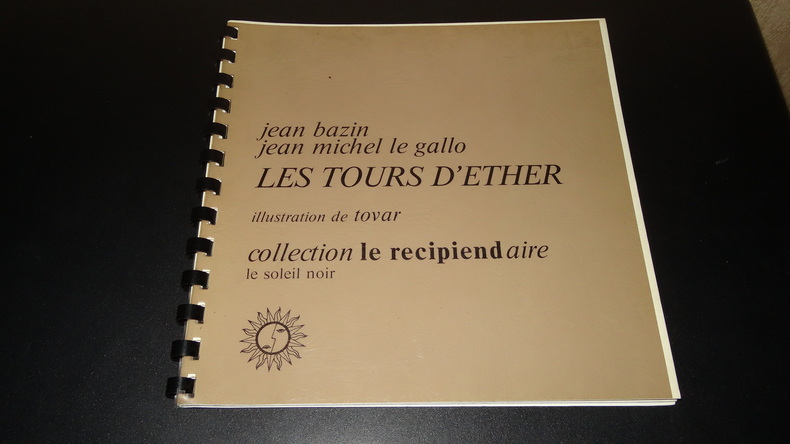 jean bazin
jean michel le gallo
LES TOURS D'ETHER
illustration de tovar
collection le recipiendaire
le soleil noir